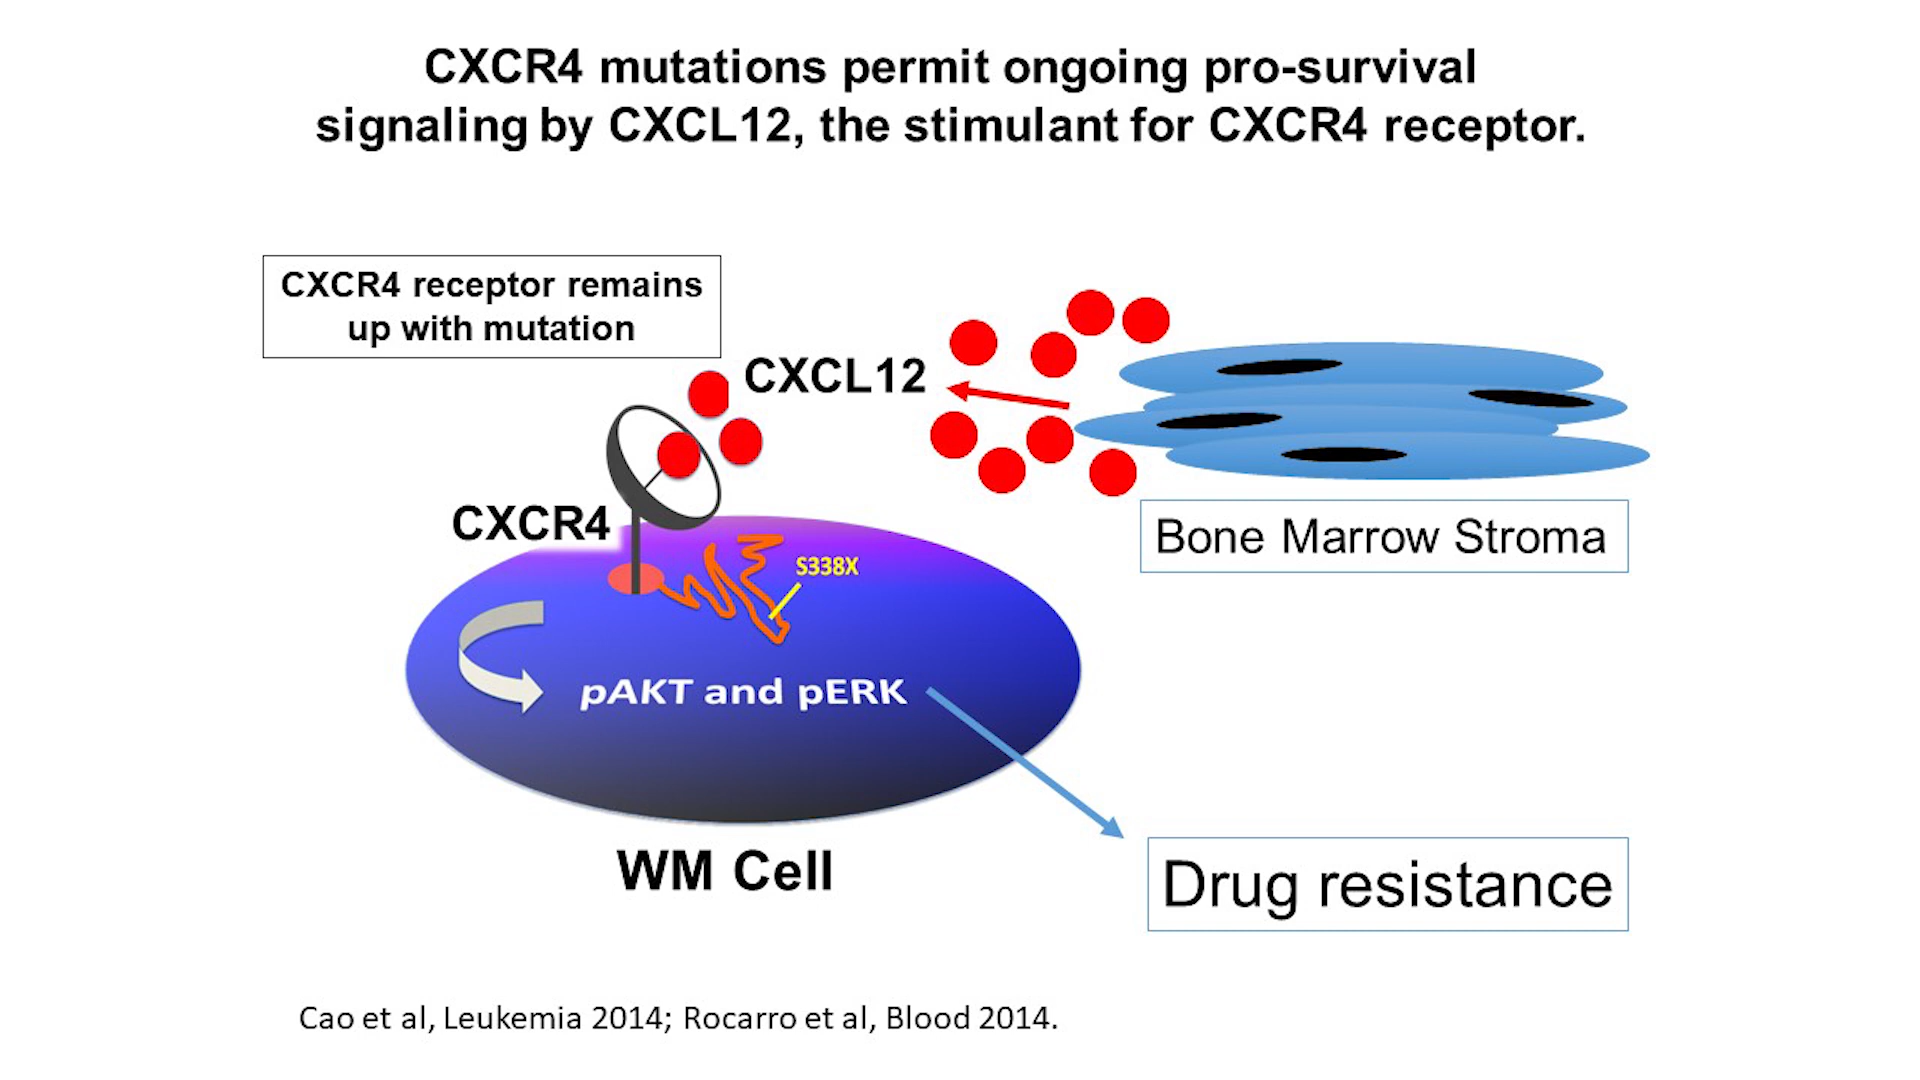 CXCR4 mutations permit ongoing pro-survival
signaling by CXCL12, the stimulant for CXCR4 receptor.
CXCR4 receptor remains
up with mutation
CXCL12
CXCR4
S338X
Bone Marrow Stroma
pAKT and pERK
WM Cell
Drug resistance
Cao et al, Leukemia 2014; Rocarro et al, Blood 2014.